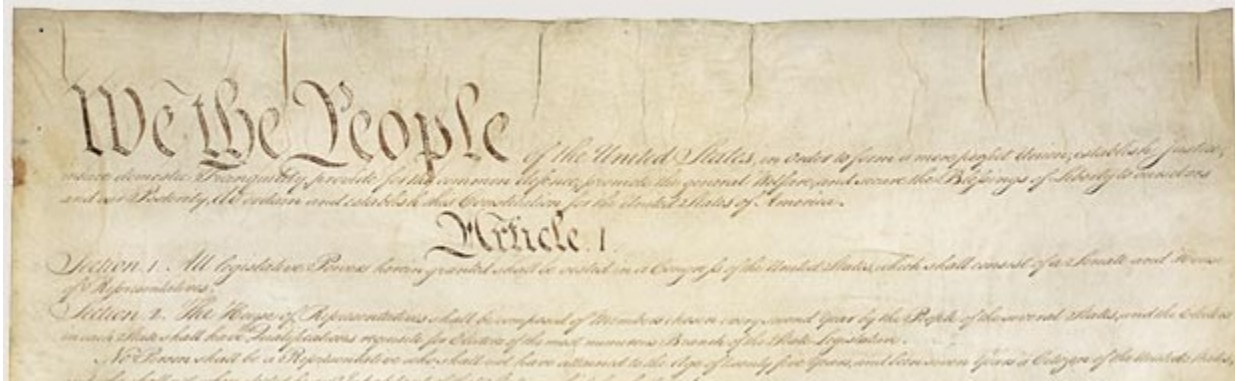 We the People of the United States, in Order to form a more perfect Union, establish Justice,
insure domestic Tranquility, provide for the common defence, promote the general Welfare, and secure the Blessings of Liberty to ourselves
and our Posterity, do ordain and establish this Constitution for the United States of America.
Article. I.
Section. 1. All legislative Powers herein granted shall be vested in a Congress of the United States, which shall consist of a Senate and House
of Representatives.
Section. 2. The House of Representatives shall be composed of Members chosen every second Year by the People of the several States, and the Electors
in each State shall have Qualifications requisite for Electors of the most numerous Branch of the State Legislature.
No Person shall be a Representative who shall not have attained to the Age of twenty five Years, and been seven Years a Citizen of the United States,